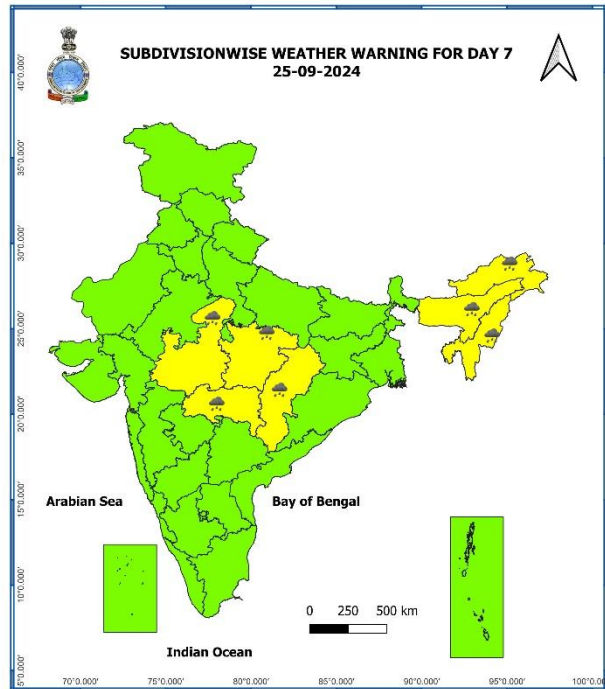 SUBDIVISIONWISE WEATHER WARNING FOR DAY 7
25-09-2024
40°0.000'
35°0.000'
30°0.000'
25°0.000'
20°0.000'
15°0.000'
10°0.000'
5°0.000'
Arabian Sea
Bay of Bengal
0 250 500 km
Indian Ocean
70°0.000' 75°0.000' 80°0.000' 85°0.000' 90°0.000' 95°0.000' 100°0.00